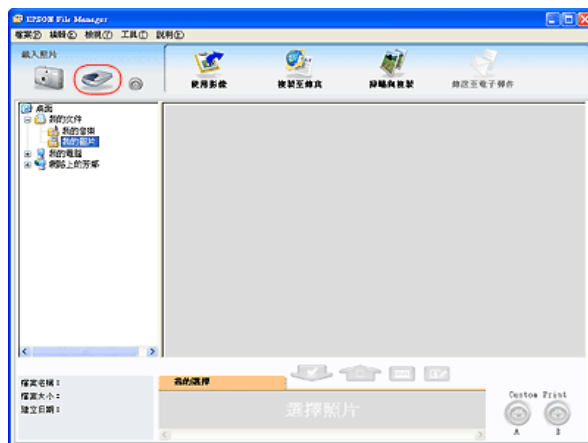 EPSON File Manager
檔案(F) 編輯(E) 檢視(V) 工具(T) 說明(H)
載入照片
使用影像
複製至傳真
掃瞄與複製
傳送至電子郵件
桌面
我的文件
我的音樂
我的圖片
我的電腦
網路上的芳鄰
檔案名稱：
檔案大小：
建立日期：
我的選擇
選擇照片
Custom Print
A B